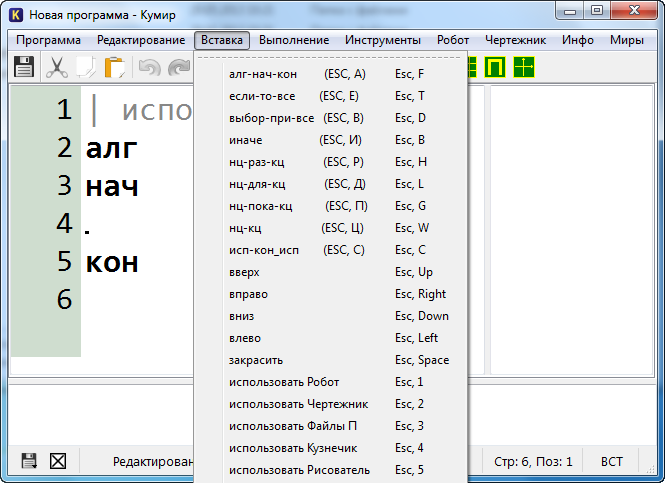 Новая программа - Кумир
Программа Редактирование Вставка Выполнение Инструменты Робот Чертежник Инфо Миры
алг-нач-кон (ESC, А) Esc, F
если-то-все (ESC, Е) Esc, T
выбор-при-все (ESC, В) Esc, D
иначе (ESC, И) Esc, B
нц-раз-кц (ESC, Р) Esc, H
нц-для-кц (ESC, Д) Esc, L
нц-пока-кц (ESC, П) Esc, G
нц-кц (ESC, Ц) Esc, W
исп-кон_исп (ESC, С) Esc, C
вверх Esc, Up
вправо Esc, Right
вниз Esc, Down
влево Esc, Left
закрасить Esc, Space
использовать Робот Esc, 1
использовать Чертежник Esc, 2
использовать Файлы П Esc, 3
использовать Кузнечик Esc, 4
использовать Рисователь Esc, 5
1 | испо
2 алг
3 нач
4 .
5 кон
6
Редактирован
Стр: 6, Поз: 1 ВСТ